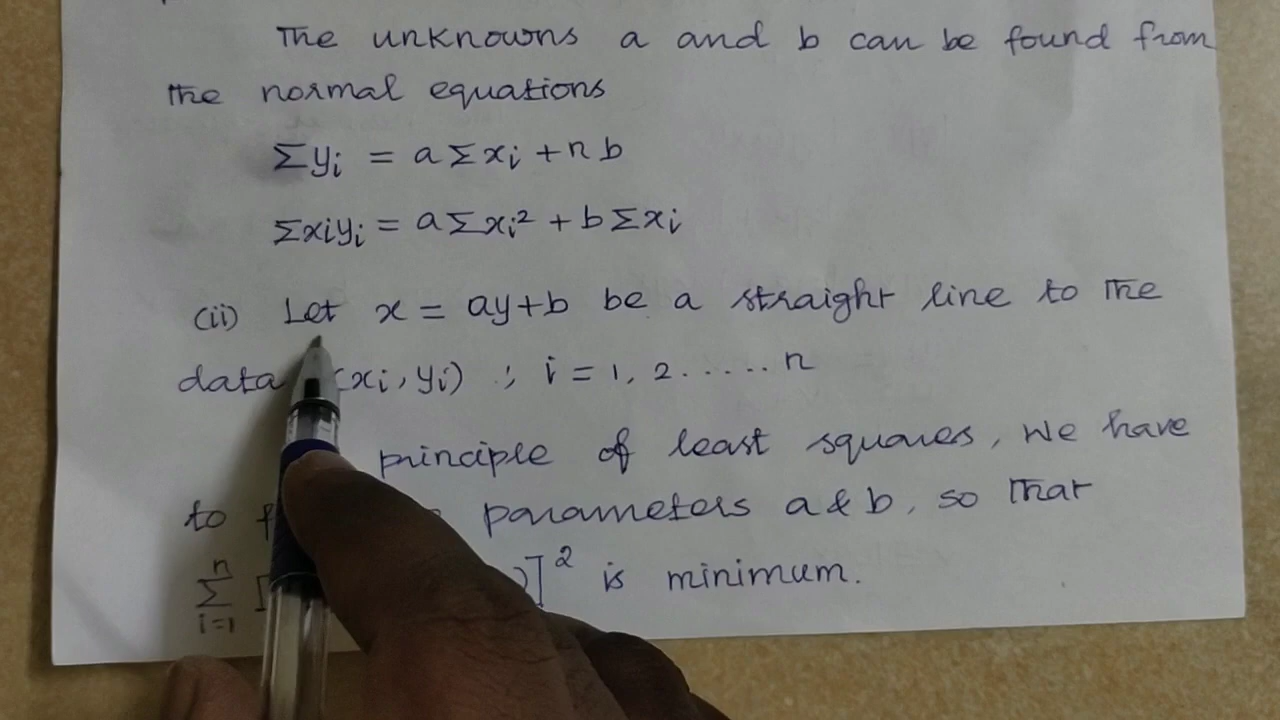 The unknowns a and b can be found from
the normal equations
Σyi = aΣxi + nb
Σxiyi = aΣxi² + bΣxi
(ii) Let x = ay+b be a straight line to the
data (xi, yi) ; i = 1, 2 ...... n
principle of least squares, we have
to parameters a & b, so that
n
Σ [ )]² is minimum.
i=1